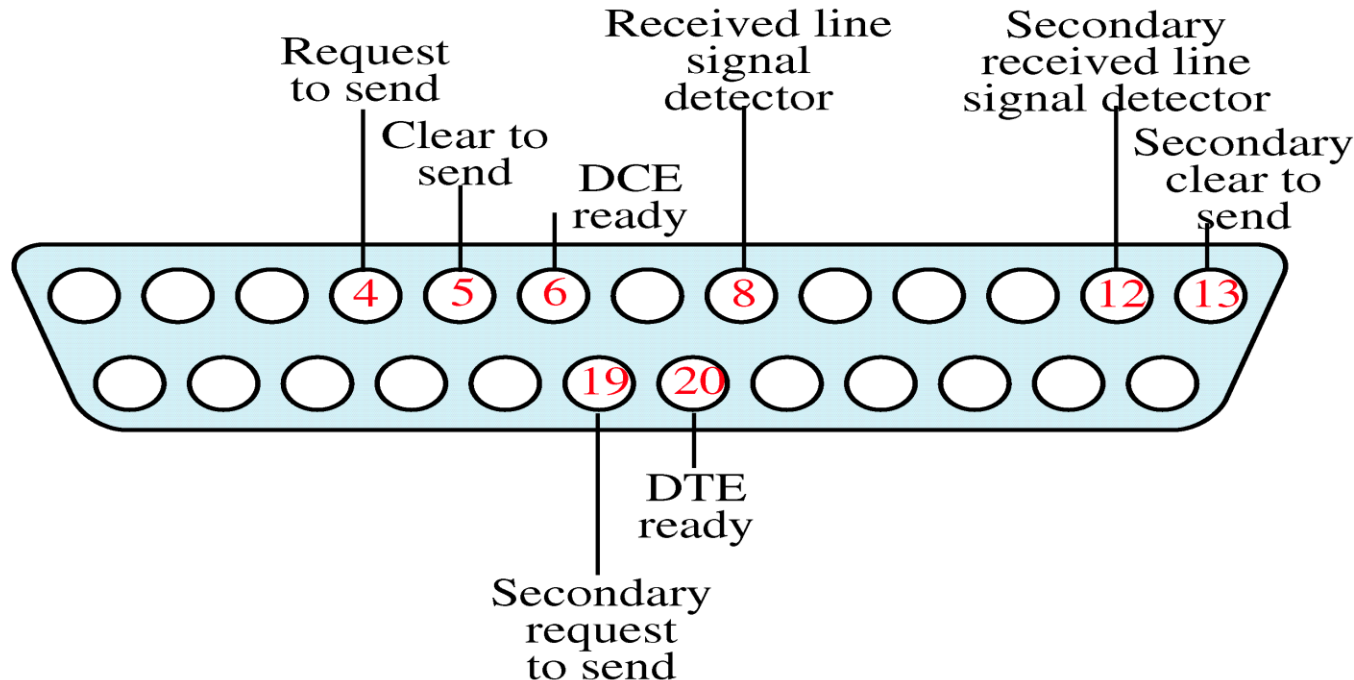 Request
to send
Clear to
send
DCE
ready
Received line
signal
detector
Secondary
received line
signal detector
Secondary
clear to
send
4
5
6
8
12
13
19
20
DTE
ready
Secondary
request
to send